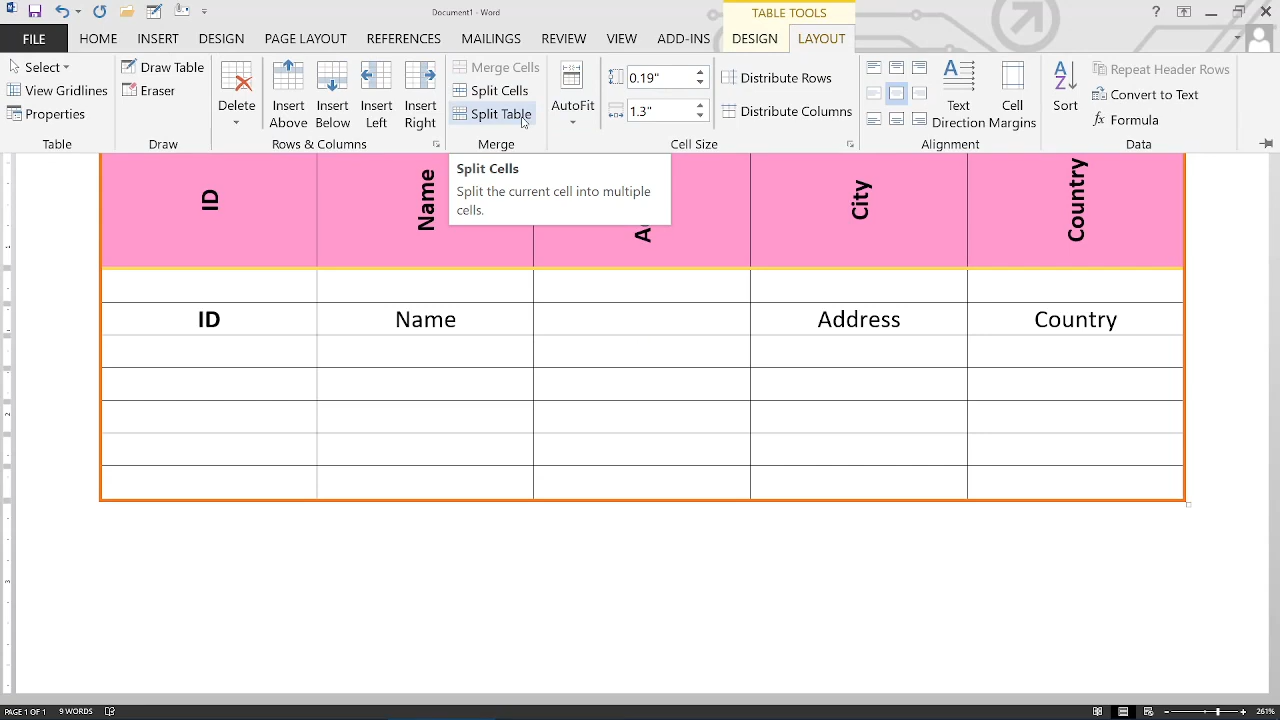 Document1 - Word
TABLE TOOLS
?
FILE HOME INSERT DESIGN PAGE LAYOUT REFERENCES MAILINGS REVIEW VIEW ADD-INS DESIGN LAYOUT
Select
View Gridlines
Properties
Table
Draw Table
Eraser
Draw
Delete
Insert Above
Insert Below
Insert Left
Insert Right
Rows & Columns
Merge Cells
Split Cells
Split Table
Merge
AutoFit
0.19"
1.3"
Distribute Rows
Distribute Columns
Cell Size
Text Direction
Cell Margins
Alignment
A
Z
Sort
Repeat Header Rows
Convert to Text
fx Formula
Data
Split Cells
Split the current cell into multiple
cells.
ID Name City Country
ID Name Address Country
PAGE 1 OF 1 9 WORDS 261%